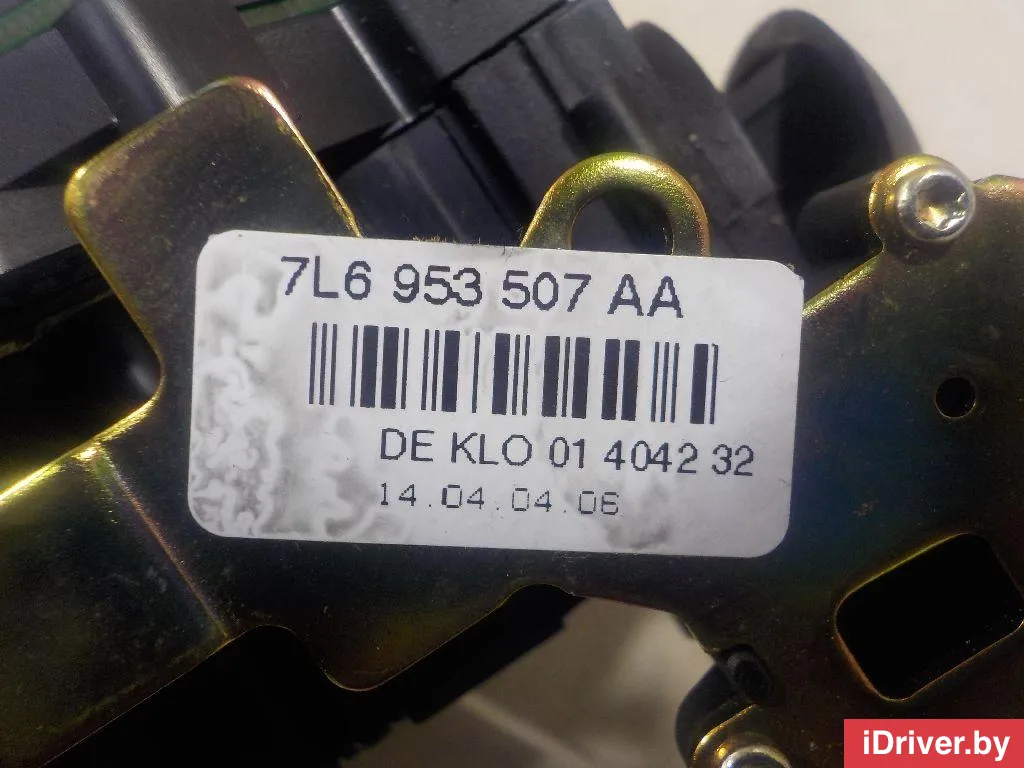 7L6 953 507 AA
DE KLO 01 4042 32
14.04.04.06
iDriver.by